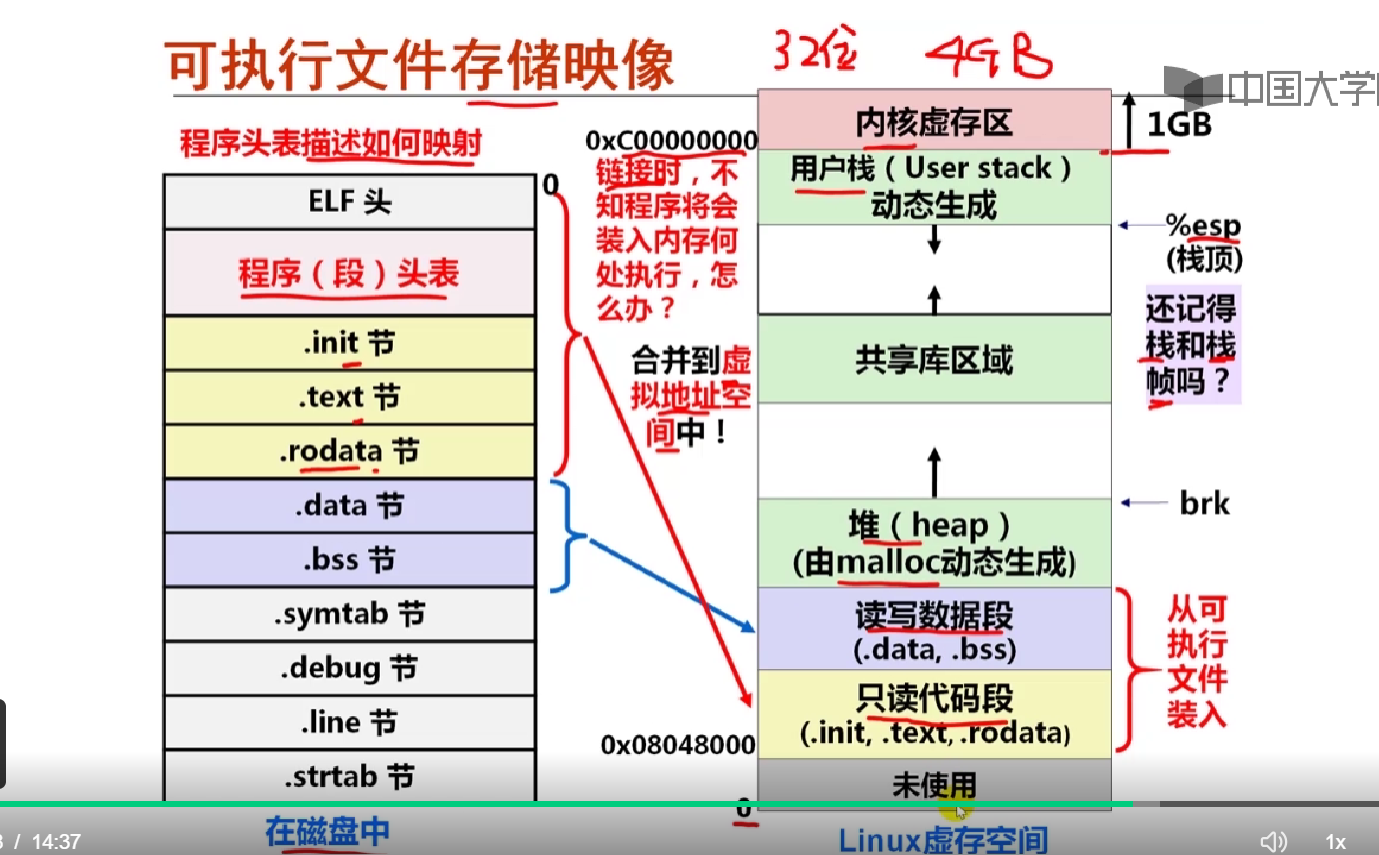 可执行文件存储映像
32位 4GB
中国大学
程序头表描述如何映射
0
ELF 头
程序（段）头表
.init 节
.text 节
.rodata 节
.data 节
.bss 节
.symtab 节
.debug 节
.line 节
.strtab 节
在磁盘中
0xC00000000
链接时，不
知程序将会
装入内存何
处执行，怎
么办？
合并到虚
拟地址空
间中！
0x08048000
0
内核虚存区
用户栈（User stack）
动态生成
共享库区域
堆（heap）
(由malloc动态生成)
读写数据段
(.data, .bss)
只读代码段
(.init, .text, .rodata)
未使用
Linux虚存空间
1GB
%esp
(栈顶)
还记得
栈和栈
帧吗？
brk
从可
执行
文件
装入
/ 14:37
1x